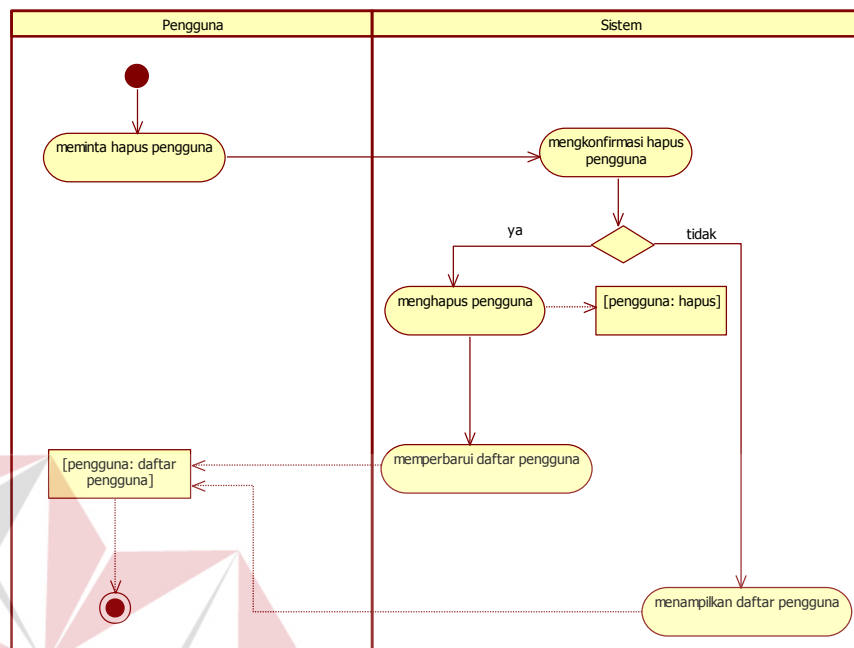 Pengguna
Sistem
meminta hapus pengguna
mengkonfirmasi hapus
pengguna
ya
tidak
menghapus pengguna
[pengguna: hapus]
[pengguna: daftar
pengguna]
memperbarui daftar pengguna
menampilkan daftar pengguna